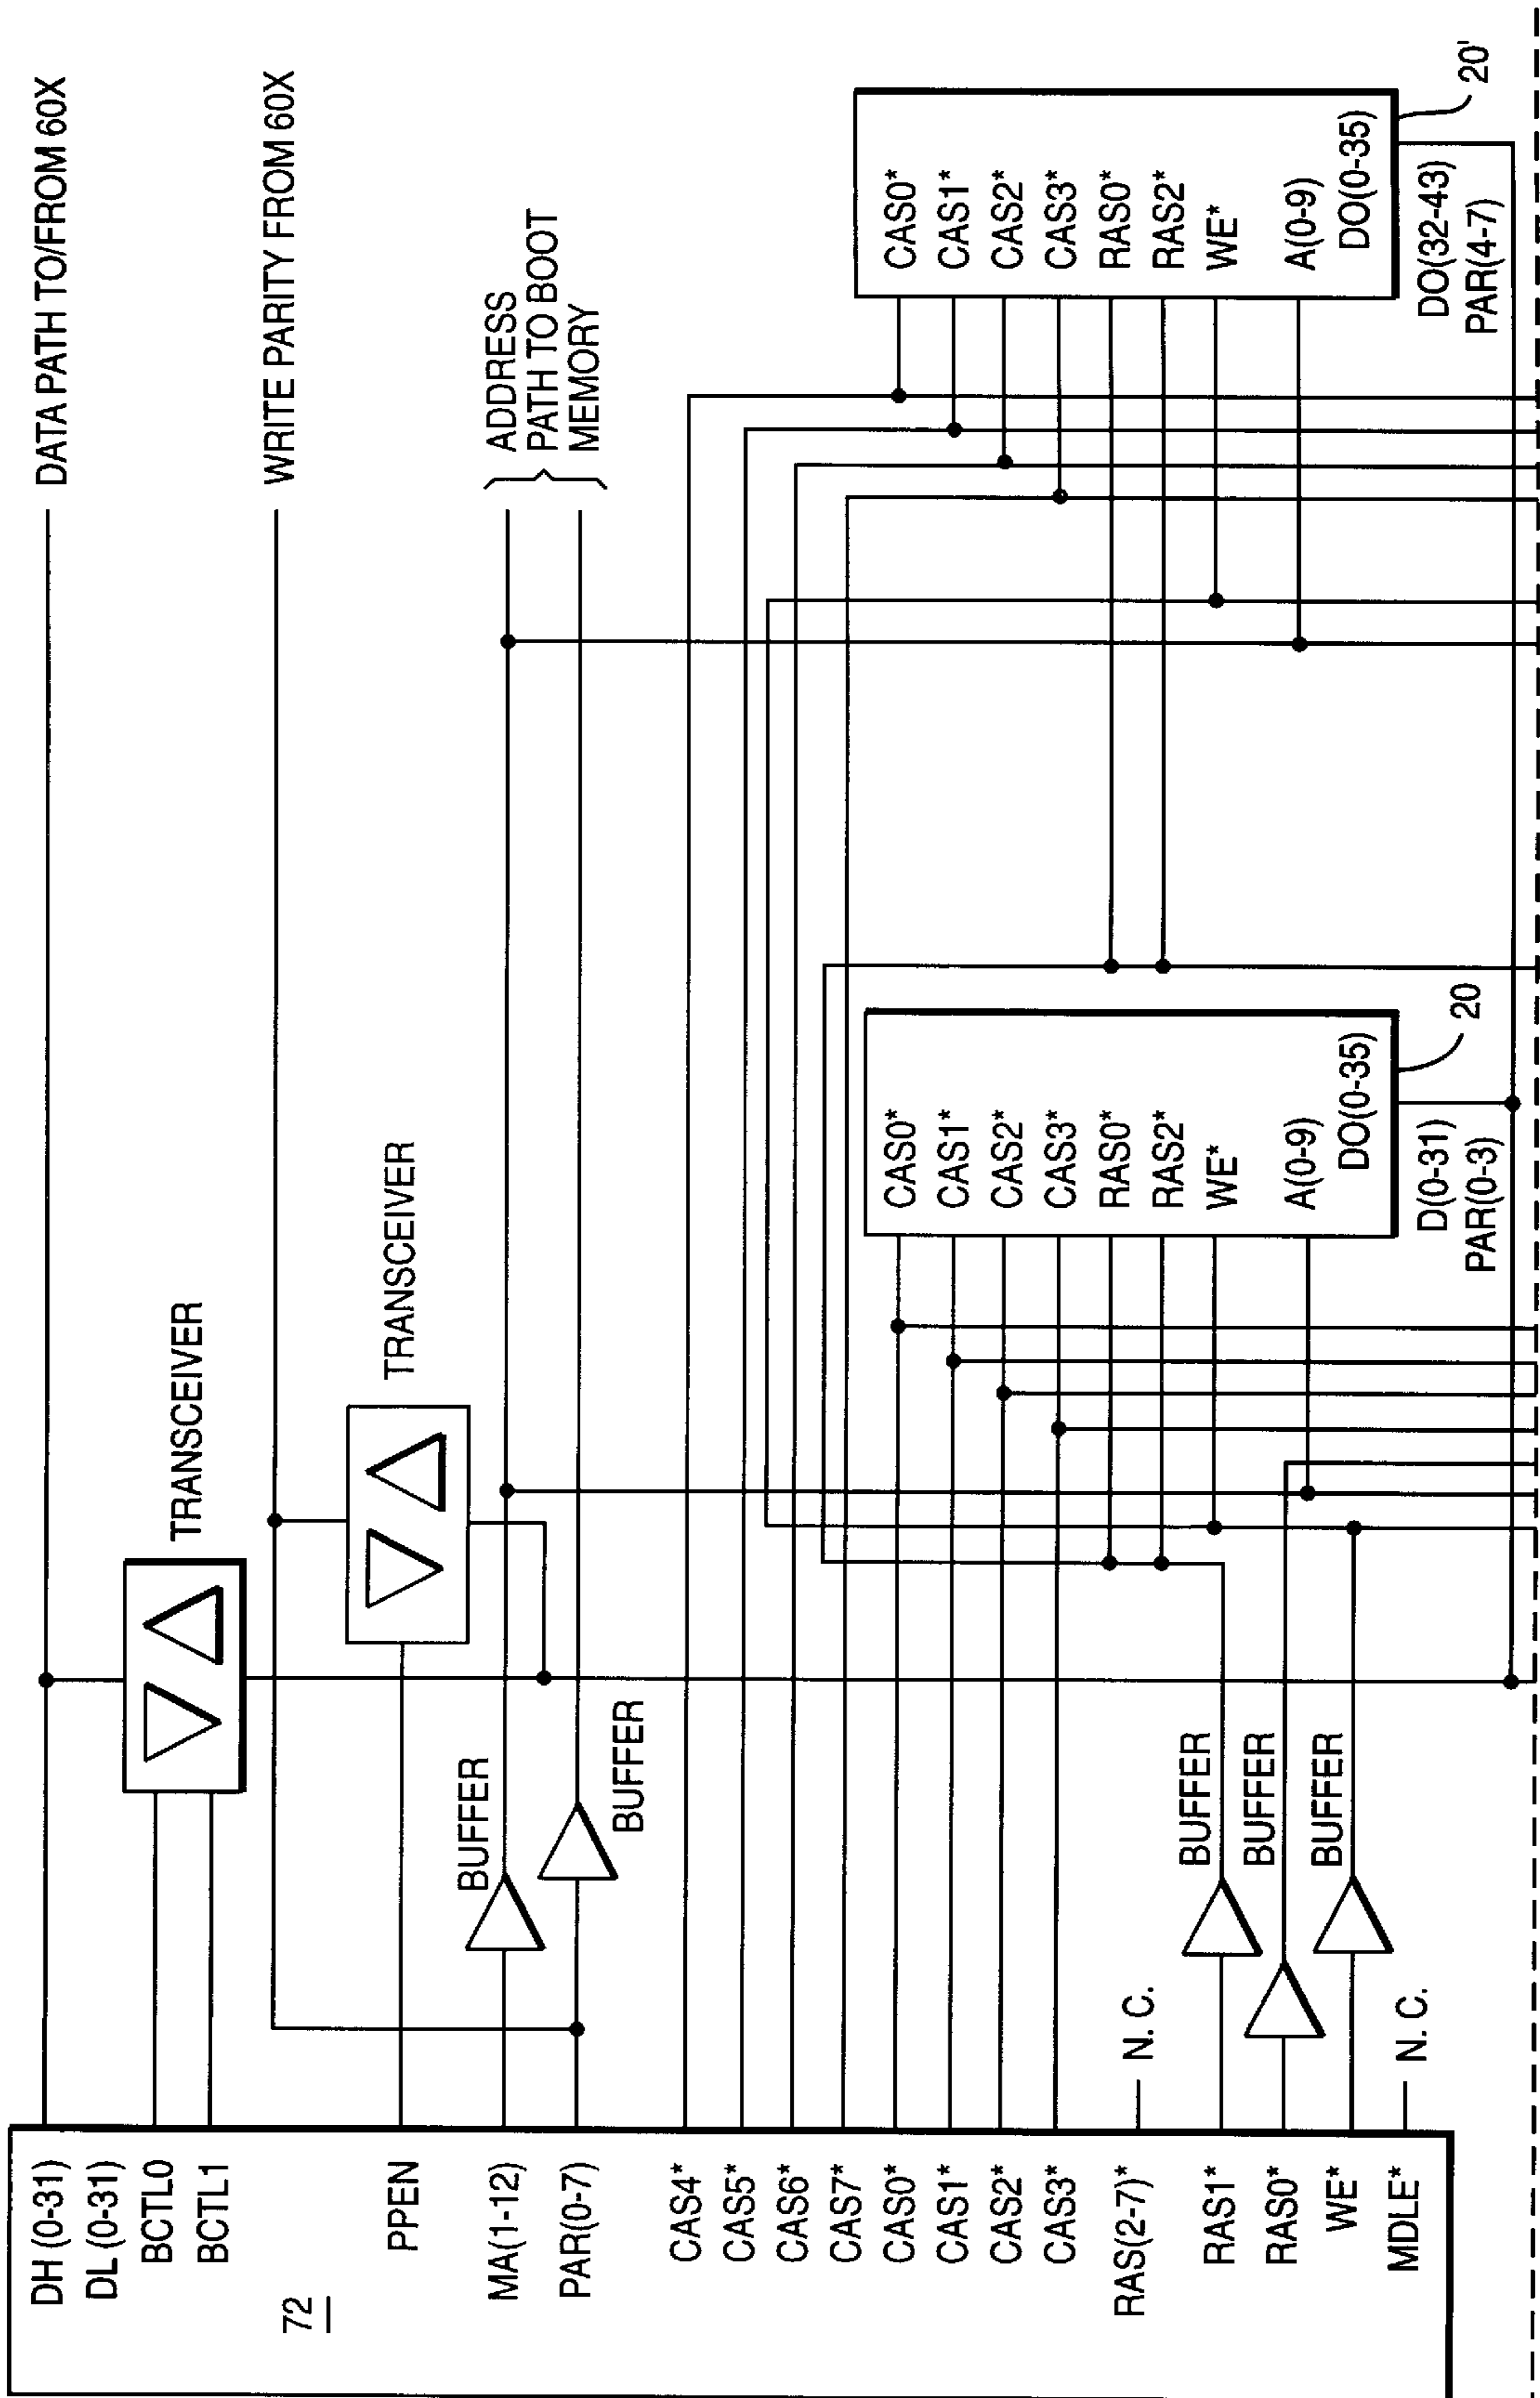 DATA PATH TO/FROM 60X
WRITE PARITY FROM 60X
ADDRESS
PATH TO BOOT
MEMORY
TRANSCEIVER
TRANSCEIVER
BUFFER
BUFFER
BUFFER
BUFFER
BUFFER
DH (0-31)
DL (0-31)
BCTL0
BCTL1
72
PPEN
MA(1-12)
PAR(0-7)
CAS4*
CAS5*
CAS6*
CAS7*
CAS0*
CAS1*
CAS2*
CAS3*
RAS(2-7)*
N. C.
RAS1*
RAS0*
WE*
MDLE*
N. C.
CAS0*
CAS1*
CAS2*
CAS3*
RAS0*
RAS2*
WE*
A(0-9)
DO(0-35)
20
D(0-31)
PAR(0-3)
CAS0*
CAS1*
CAS2*
CAS3*
RAS0*
RAS2*
WE*
A(0-9)
DO(0-35)
20'
DO(32-43)
PAR(4-7)